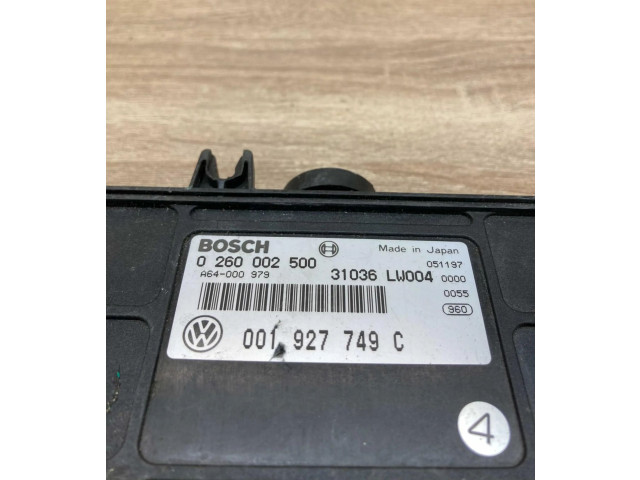 BOSCH Made in Japan
0 260 002 500 051197
A64-000 979 31036 LW004 0000
0055
960
VW 001 927 749 C
4